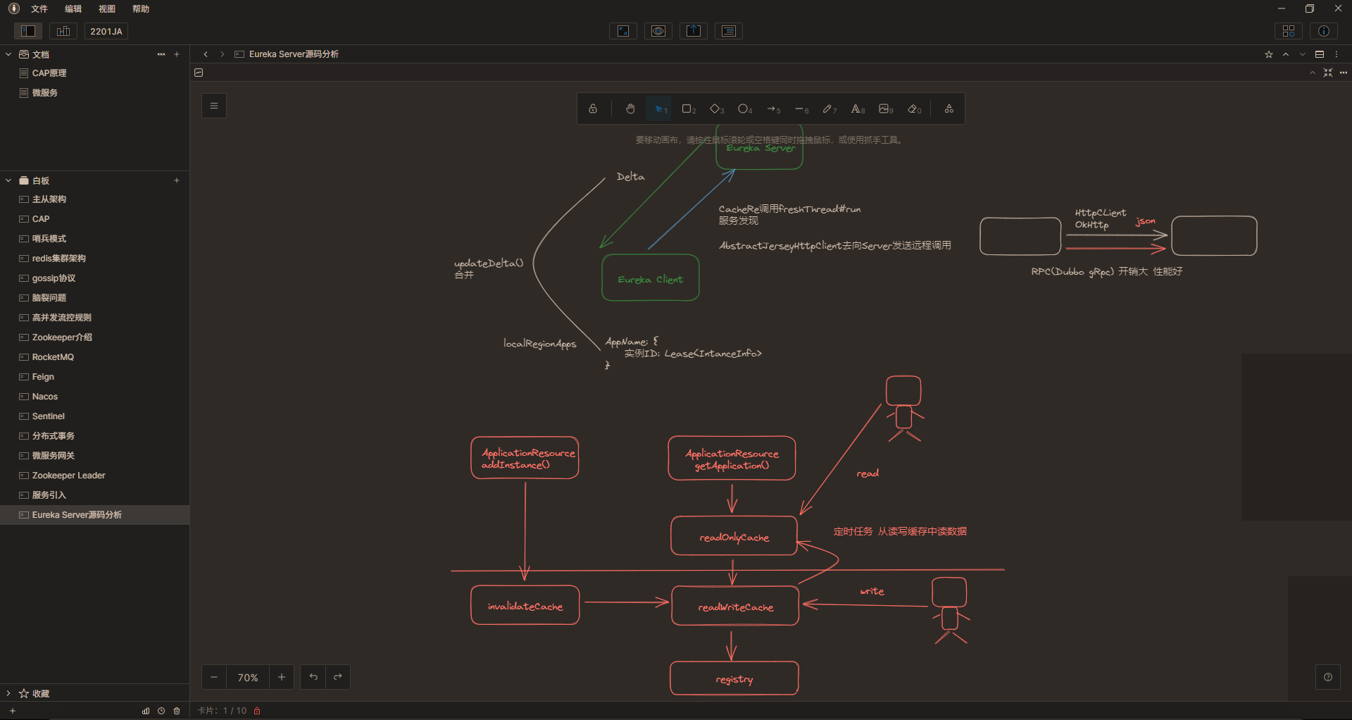 文件 编辑 视图 帮助
2201JA
文档
CAP原理
微服务
白板
主从架构
CAP
哨兵模式
redis集群架构
gossip协议
脑裂问题
高并发流控规则
Zookeeper介绍
RocketMQ
Feign
Nacos
Sentinel
分布式事务
微服务网关
Zookeeper Leader
服务引入
Eureka Server源码分析
收藏
Eureka Server源码分析
1 2 3 4 5 6 7 8 9 0
要移动画布，请按住鼠标滚轮或空格键同时拖拽鼠标，或使用抓手工具。
Eureka Server
Delta
CacheRe调用freshThread#run
服务发现
AbstractJerseyHttpClient去向Server发送远程调用
updateDelta()
合并
Eureka Client
localRegionApps
AppName: {
实例ID: Lease<IntanceInfo>
}
HttpClient
OkHttp
json
RPC(Dubbo gRpc) 开销大 性能好
ApplicationResource
addInstance()
ApplicationResource
getApplication()
read
readOnlyCache
定时任务 从读写缓存中读数据
invalidateCache
readWriteCache
write
registry
70%
卡片：1 / 10